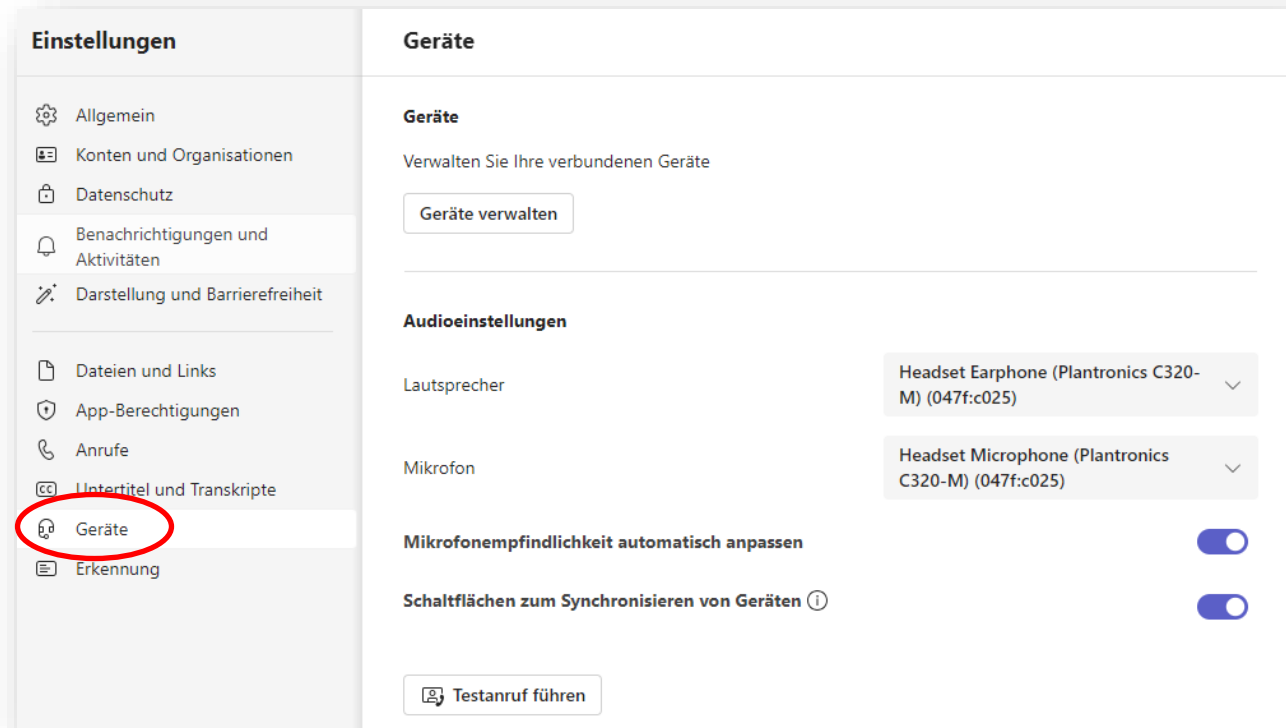 Einstellungen
Allgemein
Konten und Organisationen
Datenschutz
Benachrichtigungen und
Aktivitäten
Darstellung und Barrierefreiheit
Dateien und Links
App-Berechtigungen
Anrufe
CC Untertitel und Transkripte
Geräte
Erkennung
Geräte
Geräte
Verwalten Sie Ihre verbundenen Geräte
Geräte verwalten
Audioeinstellungen
Lautsprecher
Headset Earphone (Plantronics C320-
M) (047f:c025)
Mikrofon
Headset Microphone (Plantronics
C320-M) (047f:c025)
Mikrofonempfindlichkeit automatisch anpassen
Schaltflächen zum Synchronisieren von Geräten
Testanruf führen